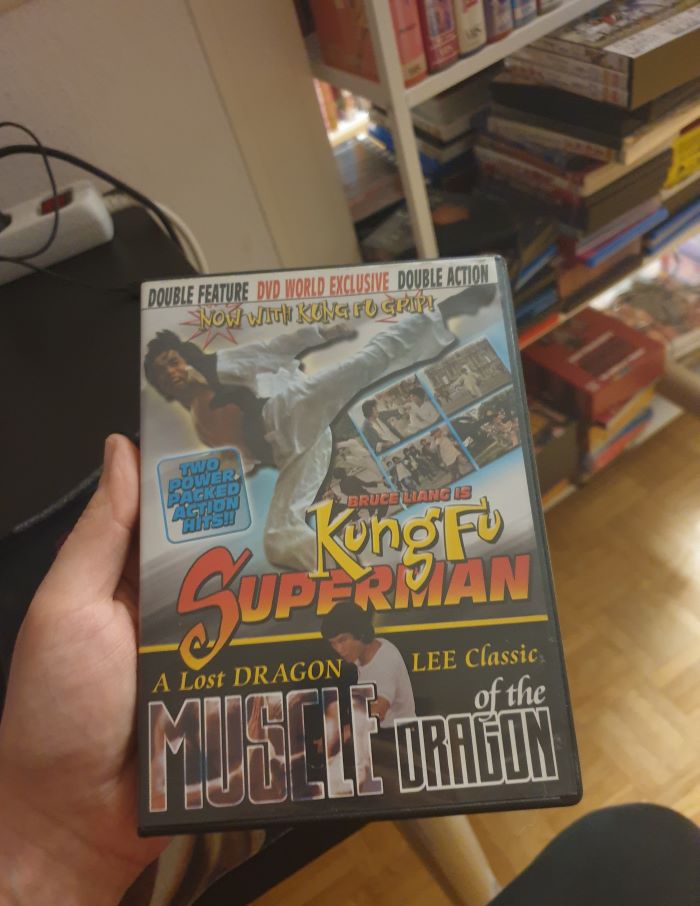 DOUBLE FEATURE DVD WORLD EXCLUSIVE DOUBLE ACTION
NOW WITH KUNG FU GRIP!
TWO
POWER
PACKED
ACTION
HITS!!
BRUCE LIANG IS
Kung Fu
SUPERMAN
A Lost DRAGON LEE Classic
MUSCLE of the
DRAGON